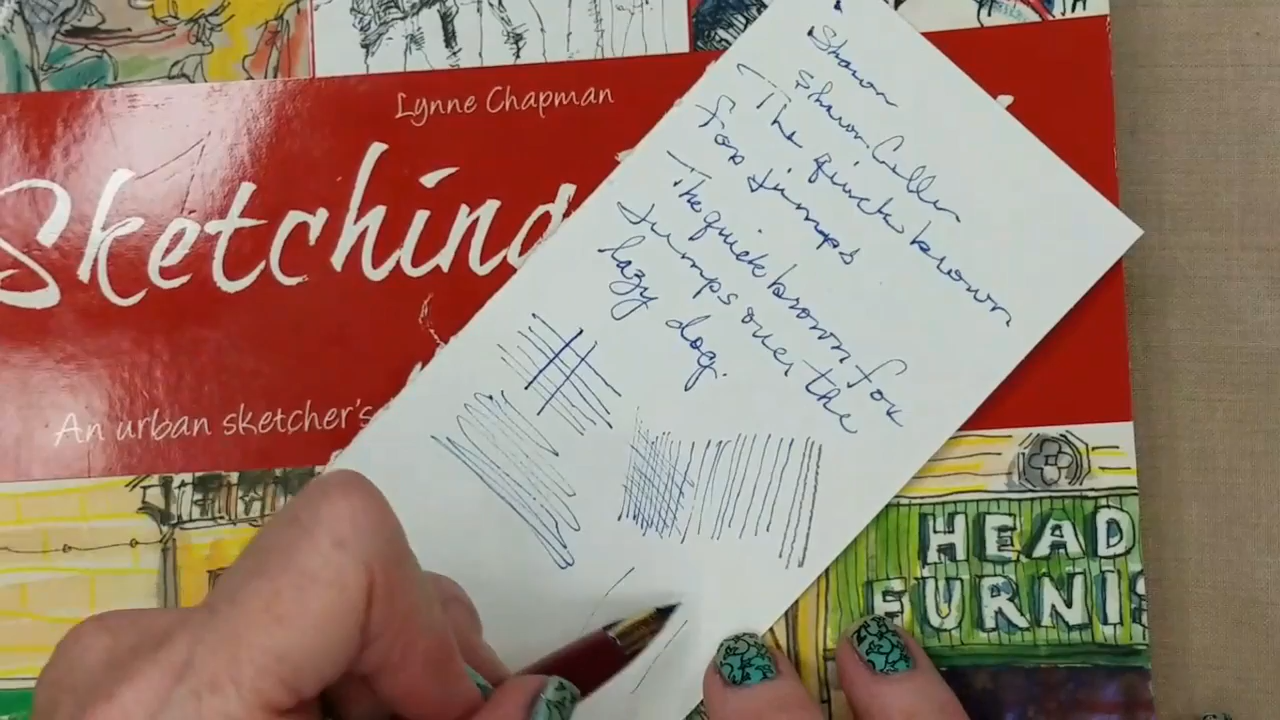 Lynne Chapman
Sketching
An urban sketcher's
HEAD
FURNIS
Sharon
Sharon
The quick brown
fox jumps
The quick brown fox
jumps over the
lazy dog.